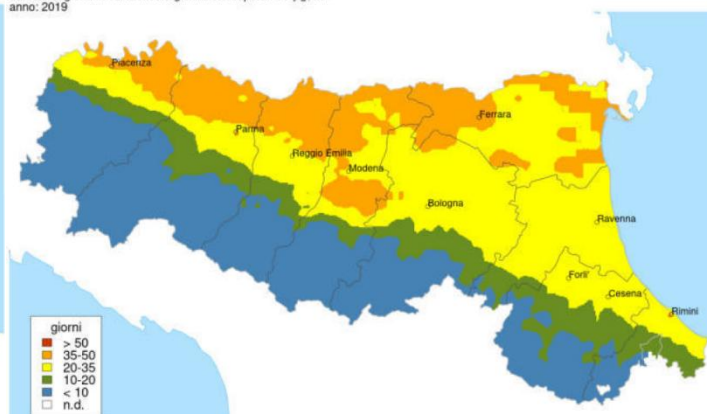 anno: 2019
Piacenza
Parma
Reggio Emilia
Modena
Ferrara
Bologna
Ravenna
Forli'
Cesena
Rimini
giorni
> 50
35-50
20-35
10-20
< 10
n.d.